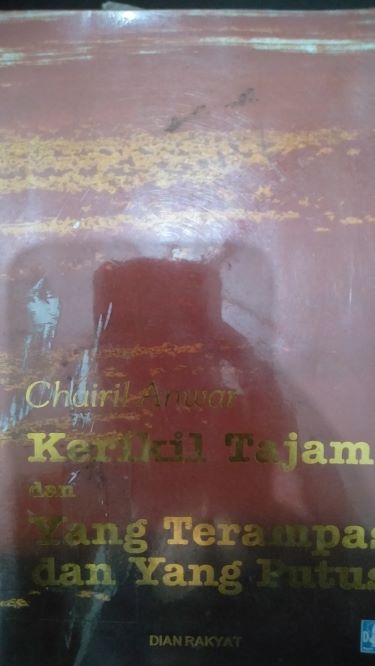 Chairil Anwar
Kerikil Tajam
dan
Yang Terampas
dan Yang Putus
DIAN RAKYAT